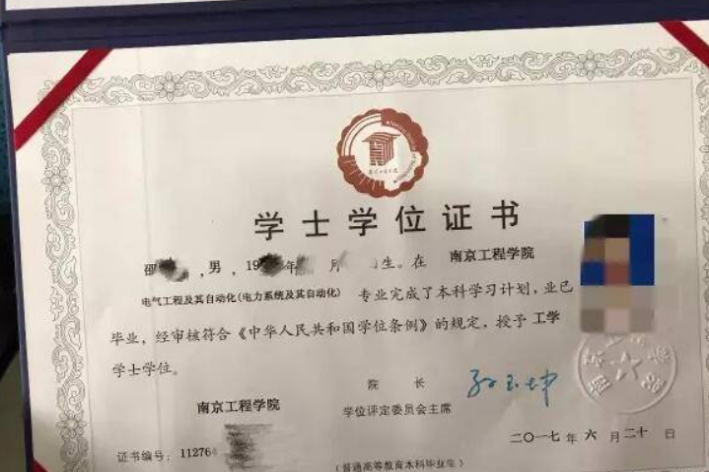 学士学位证书
邵 ,男, 19 年 月 生。在 南京工程学院
电气工程及其自动化(电力系统及其自动化) 专业完成了本科学习计划,业已
毕业,经审核符合《中华人民共和国学位条例》的规定,授予 工学
学士学位。
院 长
南京工程学院
学位评定委员会主席
证书编号: 11276
二〇一七 年 六 月 二十 日
(普通高等教育本科毕业生)